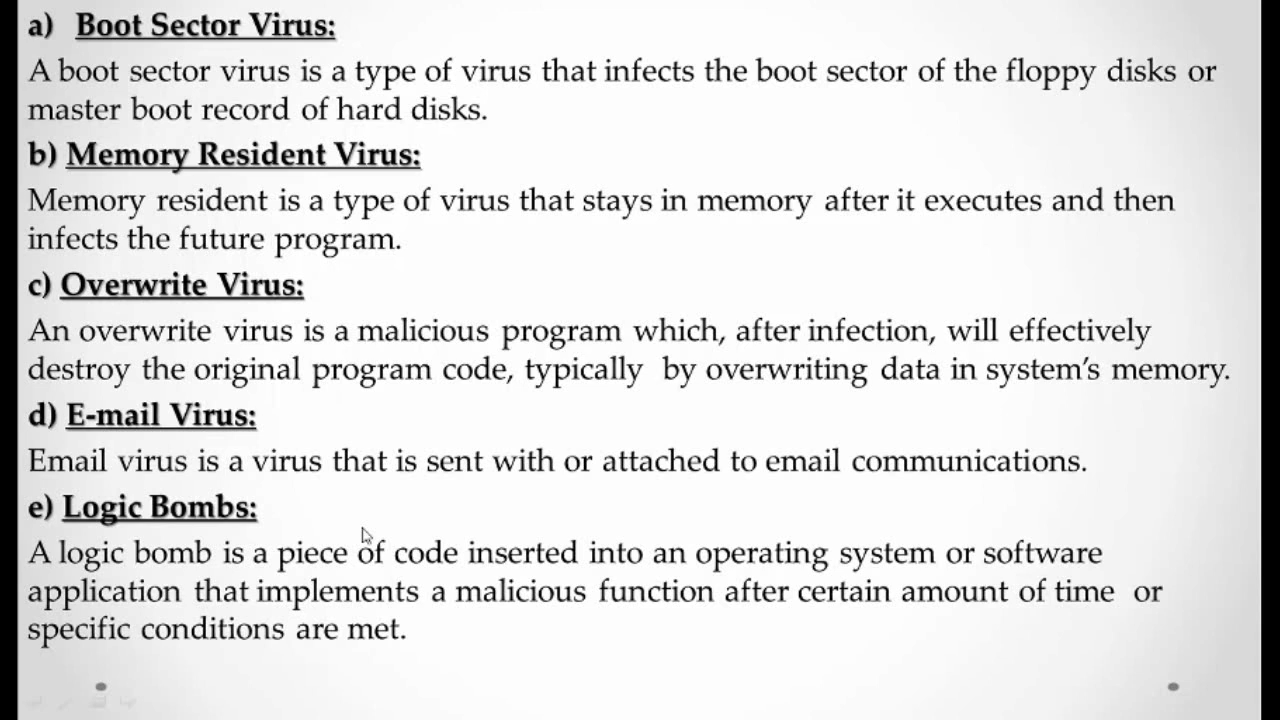 a) Boot Sector Virus:
A boot sector virus is a type of virus that infects the boot sector of the floppy disks or
master boot record of hard disks.
b) Memory Resident Virus:
Memory resident is a type of virus that stays in memory after it executes and then
infects the future program.
c) Overwrite Virus:
An overwrite virus is a malicious program which, after infection, will effectively
destroy the original program code, typically by overwriting data in system’s memory.
d) E-mail Virus:
Email virus is a virus that is sent with or attached to email communications.
e) Logic Bombs:
A logic bomb is a piece of code inserted into an operating system or software
application that implements a malicious function after certain amount of time or
specific conditions are met.